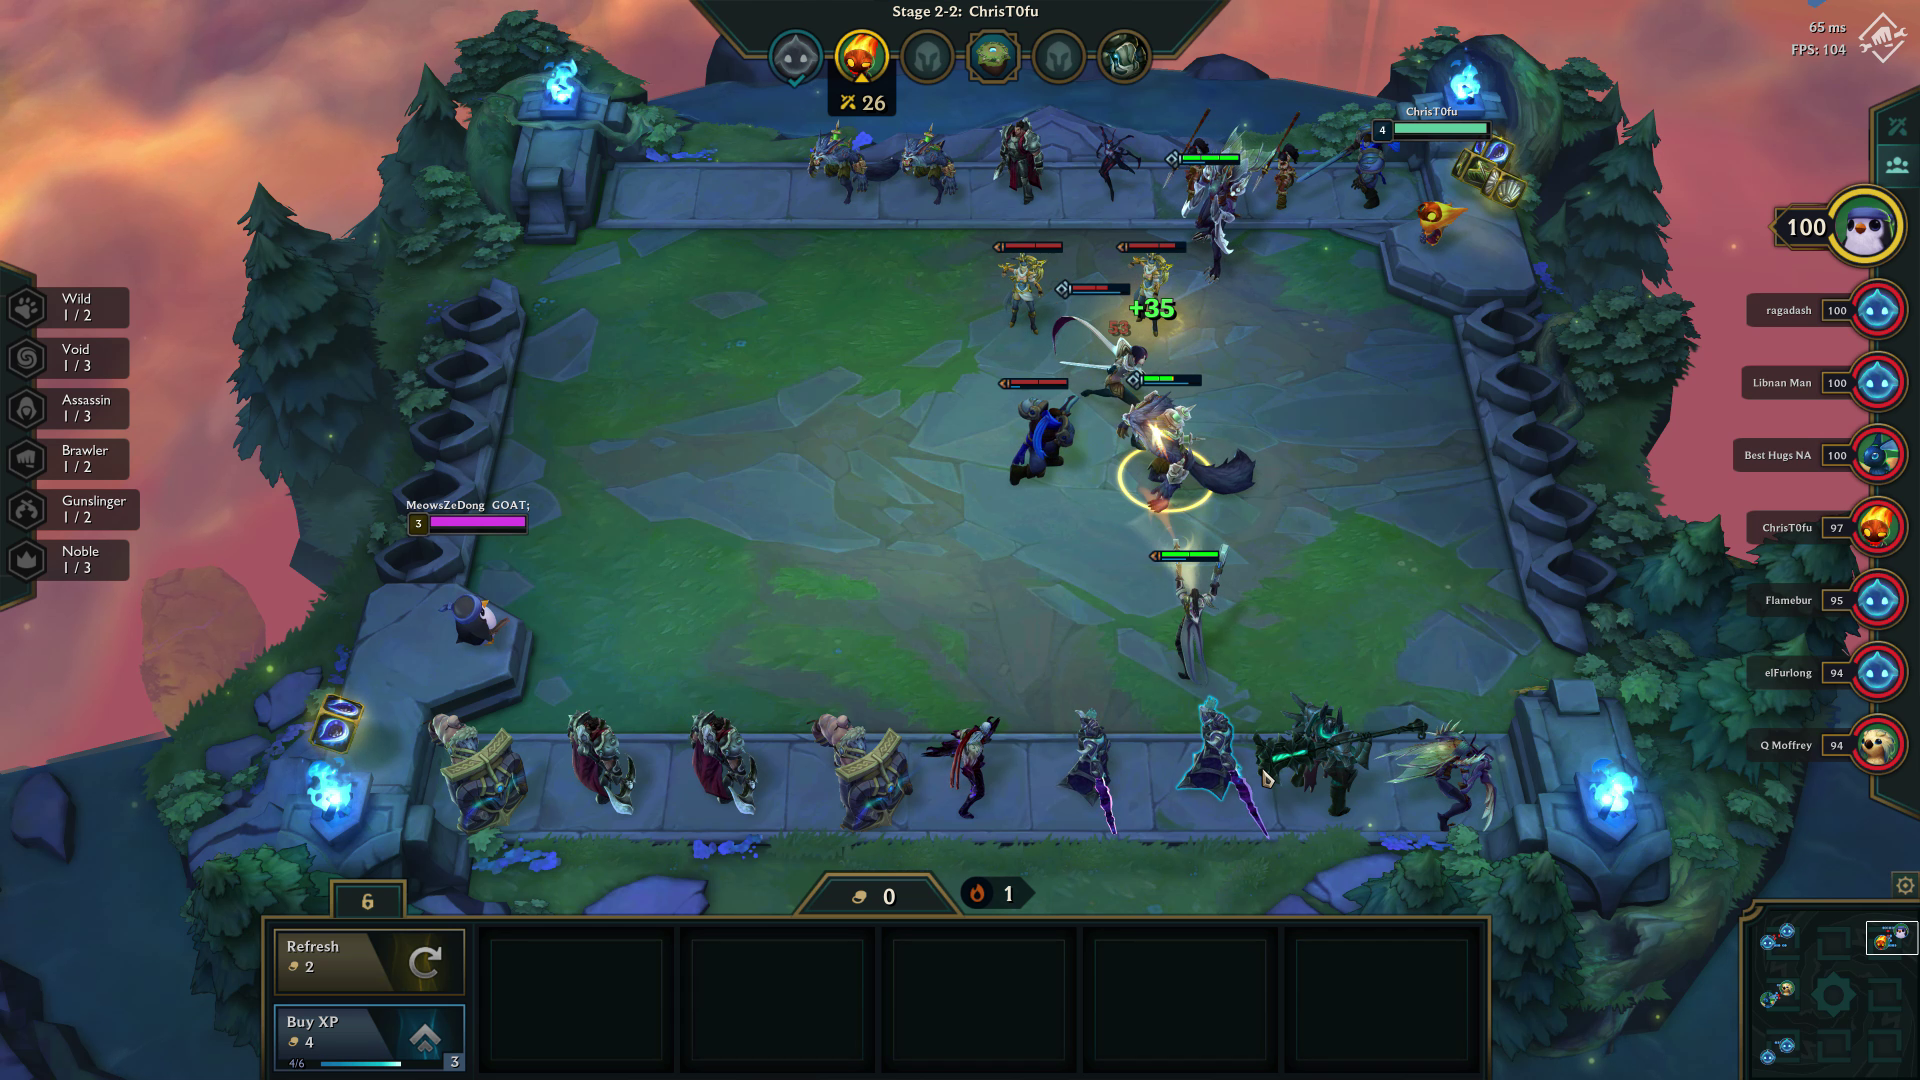 Stage 2-2: ChrisT0fu
65 ms
FPS: 104
26
ChrisT0fu
4
100
Wild
1 / 2
Void
1 / 3
Assassin
1 / 3
Brawler
1 / 2
Gunslinger
1 / 2
Noble
1 / 3
+35
53
MeowsZeDong GOAT;
3
ragadash 100
Libnan Man 100
Best Hugs NA 100
ChrisT0fu 97
Flamebur 95
elFurlong 94
Q Moffrey 94
6
0
1
Refresh
2
Buy XP
4
4/6
3